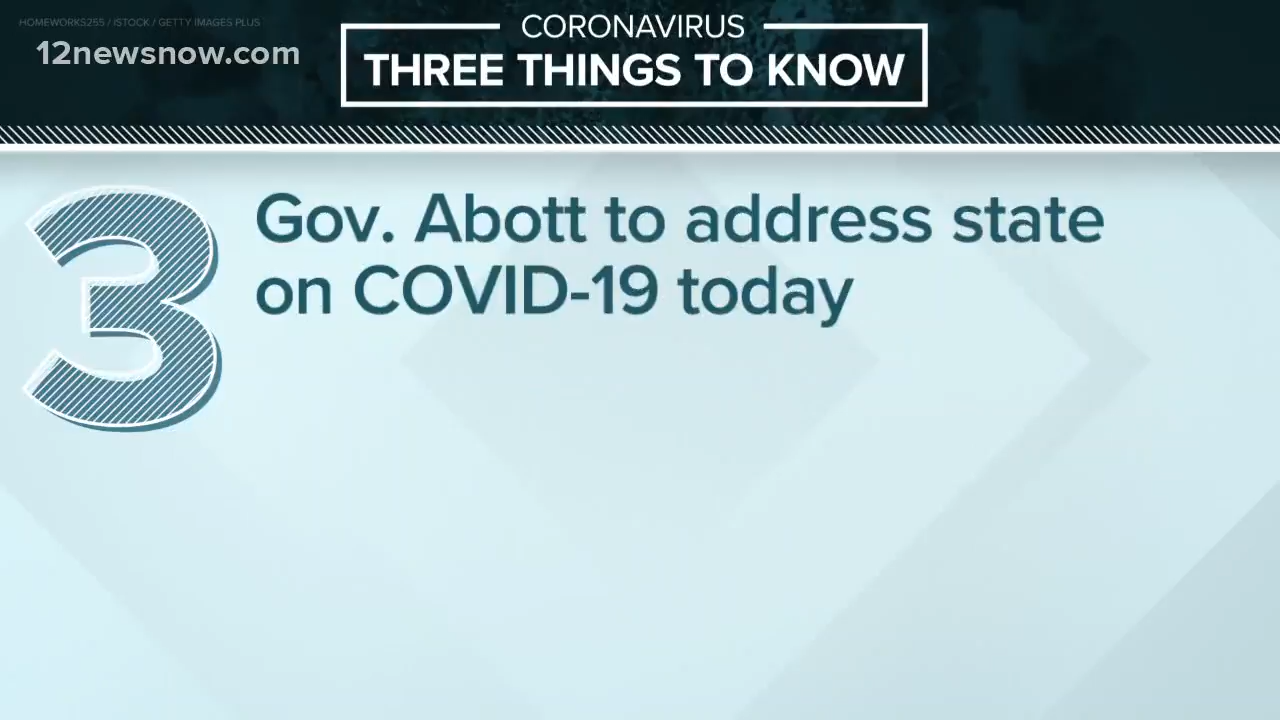 HOMEWORKS255 / ISTOCK / GETTY IMAGES PLUS
12newsnow.com
CORONAVIRUS
THREE THINGS TO KNOW
3
Gov. Abott to address state
on COVID-19 today